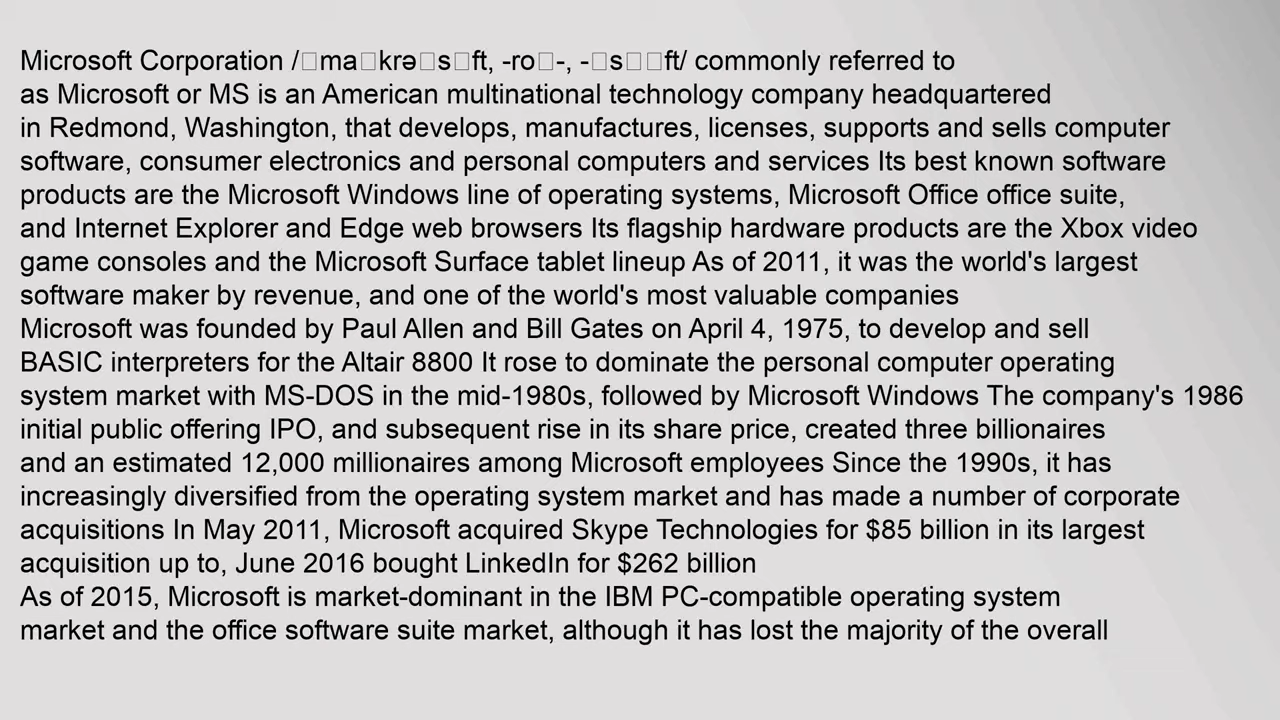 Microsoft Corporation /□ma□krə□s□ft, -ro□-, -□s□□ft/ commonly referred to
as Microsoft or MS is an American multinational technology company headquartered
in Redmond, Washington, that develops, manufactures, licenses, supports and sells computer
software, consumer electronics and personal computers and services Its best known software
products are the Microsoft Windows line of operating systems, Microsoft Office office suite,
and Internet Explorer and Edge web browsers Its flagship hardware products are the Xbox video
game consoles and the Microsoft Surface tablet lineup As of 2011, it was the world's largest
software maker by revenue, and one of the world's most valuable companies
Microsoft was founded by Paul Allen and Bill Gates on April 4, 1975, to develop and sell
BASIC interpreters for the Altair 8800 It rose to dominate the personal computer operating
system market with MS-DOS in the mid-1980s, followed by Microsoft Windows The company's 1986
initial public offering IPO, and subsequent rise in its share price, created three billionaires
and an estimated 12,000 millionaires among Microsoft employees Since the 1990s, it has
increasingly diversified from the operating system market and has made a number of corporate
acquisitions In May 2011, Microsoft acquired Skype Technologies for $85 billion in its largest
acquisition up to, June 2016 bought LinkedIn for $262 billion
As of 2015, Microsoft is market-dominant in the IBM PC-compatible operating system
market and the office software suite market, although it has lost the majority of the overall